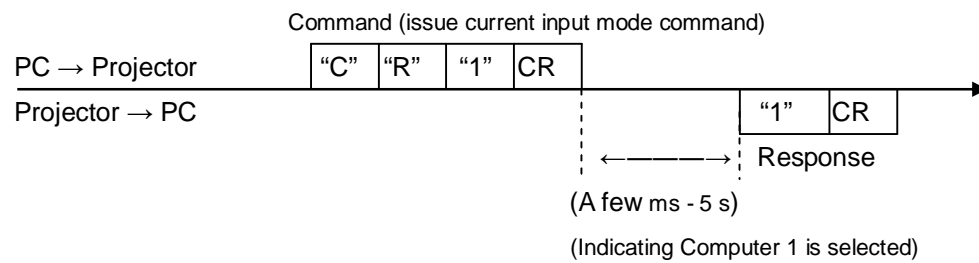 Command (issue current input mode command)
PC → Projector “C” “R” “1” CR
Projector → PC “1” CR
←———→ Response
(A few ms - 5 s)
(Indicating Computer 1 is selected)